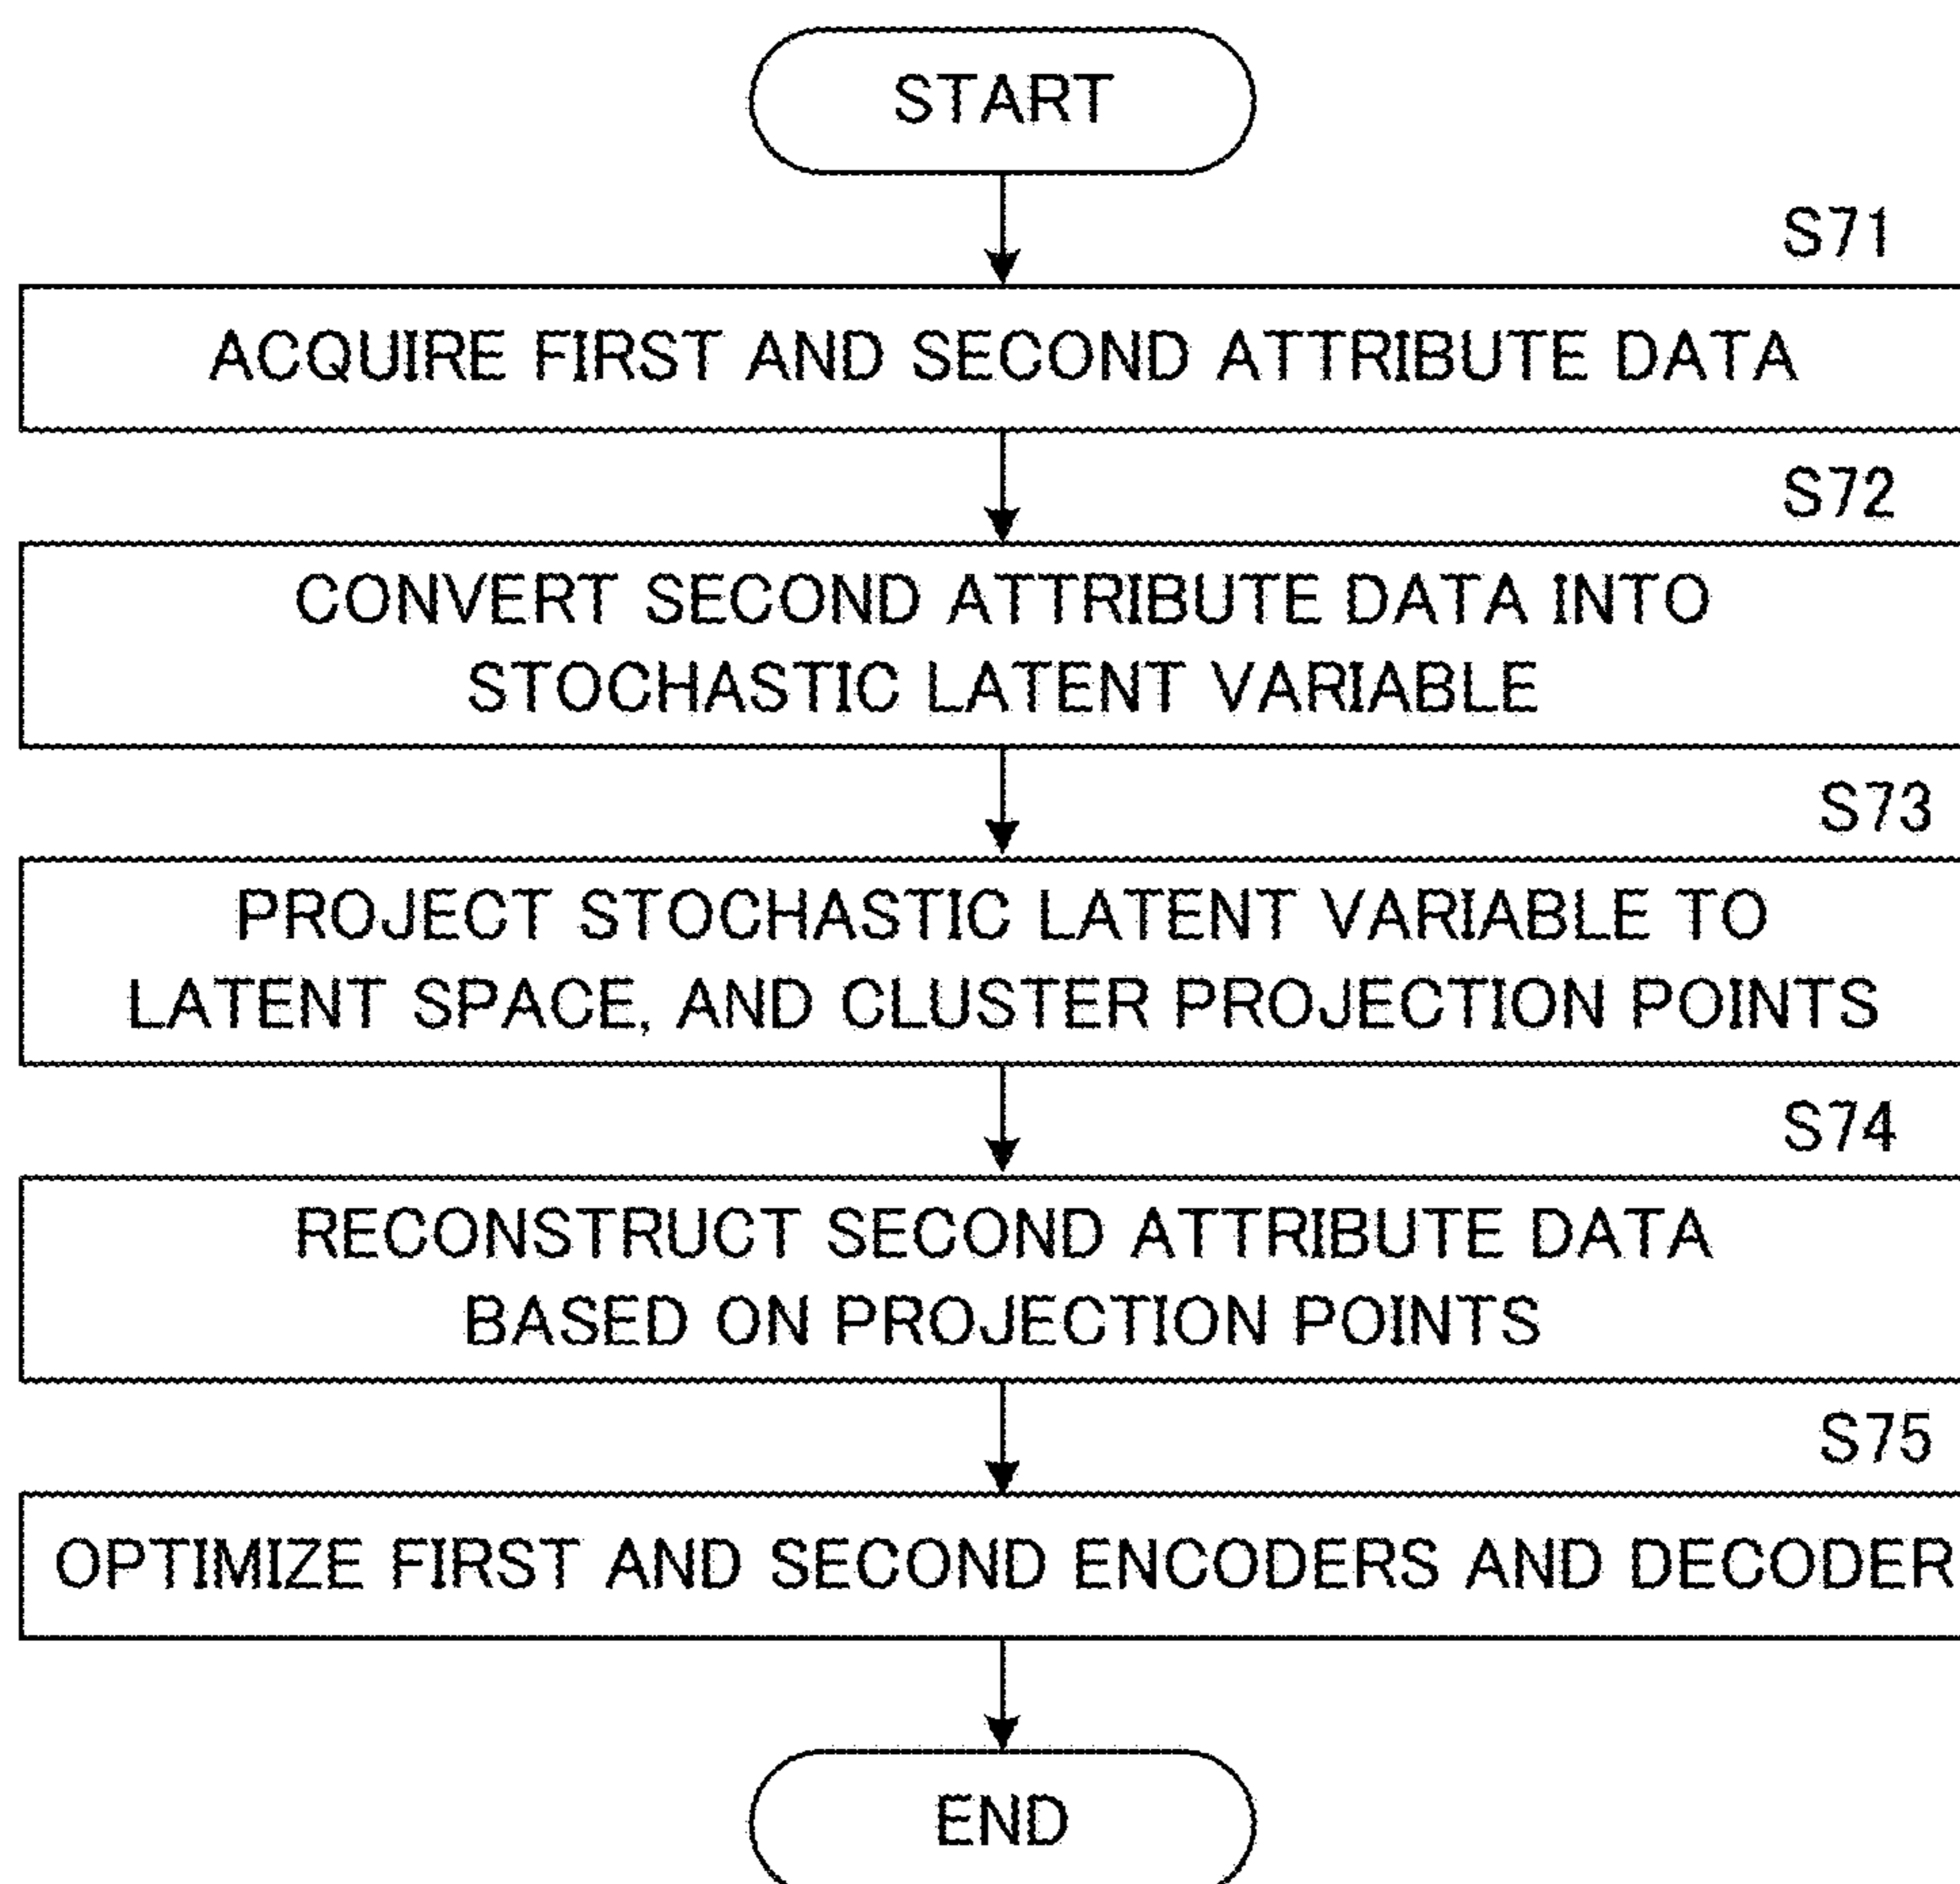 START
S71
ACQUIRE FIRST AND SECOND ATTRIBUTE DATA
S72
CONVERT SECOND ATTRIBUTE DATA INTO
STOCHASTIC LATENT VARIABLE
S73
PROJECT STOCHASTIC LATENT VARIABLE TO
LATENT SPACE, AND CLUSTER PROJECTION POINTS
S74
RECONSTRUCT SECOND ATTRIBUTE DATA
BASED ON PROJECTION POINTS
S75
OPTIMIZE FIRST AND SECOND ENCODERS AND DECODER
END